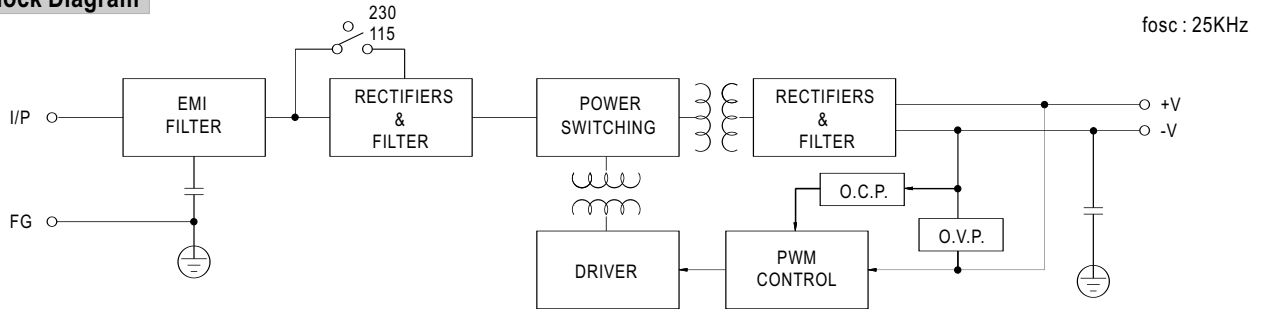 lock Diagram
230
115
fosc : 25KHz
I/P
EMI
FILTER
RECTIFIERS
&
FILTER
POWER
SWITCHING
RECTIFIERS
&
FILTER
+V
-V
O.C.P.
FG
O.V.P.
DRIVER
PWM
CONTROL